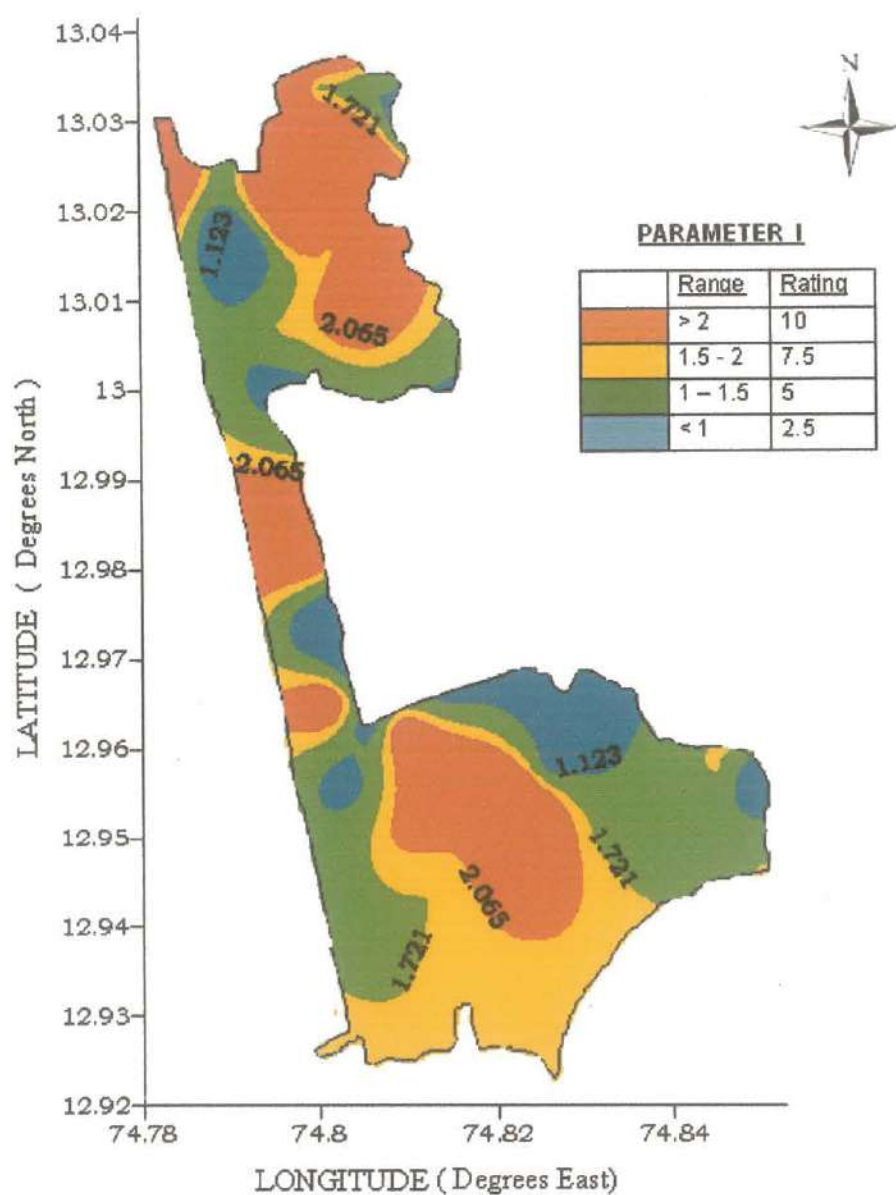 13.04
13.03
13.02
13.01
13
12.99
12.98
12.97
12.96
12.95
12.94
12.93
12.92
LATITUDE ( Degrees North )
74.78
74.8
74.82
74.84
LONGITUDE ( Degrees East)
N
PARAMETER I
Range Rating
> 2 10
1.5 - 2 7.5
1 – 1.5 5
< 1 2.5
1.721
1.123
2.065
2.065
1.123
1.721
2.065
1.721